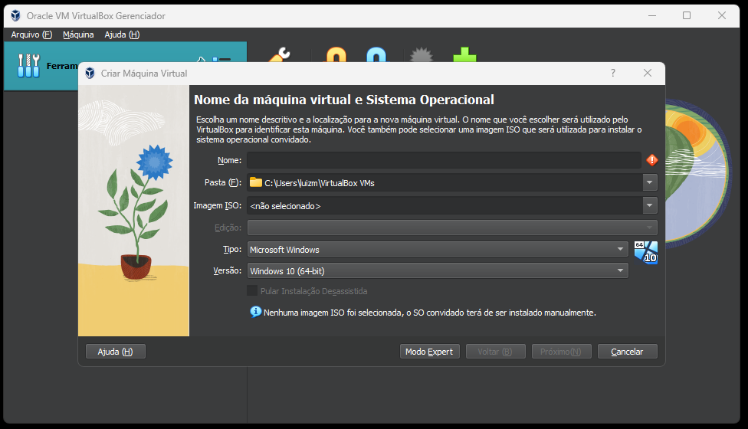 Oracle VM VirtualBox Gerenciador
Arquivo (F) Máquina Ajuda (H)
Ferram
Criar Máquina Virtual
Nome da máquina virtual e Sistema Operacional
Escolha um nome descritivo e a localização para a nova máquina virtual. O nome que você escolher será utilizado pelo
VirtualBox para identificar esta máquina. Você também pode selecionar uma imagem ISO que será utilizada para instalar o
sistema operacional convidado.
Nome:
Pasta (F): C:\Users\luizm\VirtualBox VMs
Imagem ISO: <não selecionado>
Edição:
Tipo: Microsoft Windows
64
10
Versão: Windows 10 (64-bit)
Pular Instalação Desassistida
Nenhuma imagem ISO foi selecionada, o SO convidado terá de ser instalado manualmente.
Ajuda (H) Modo Expert Voltar (B) Próximo(N) Cancelar